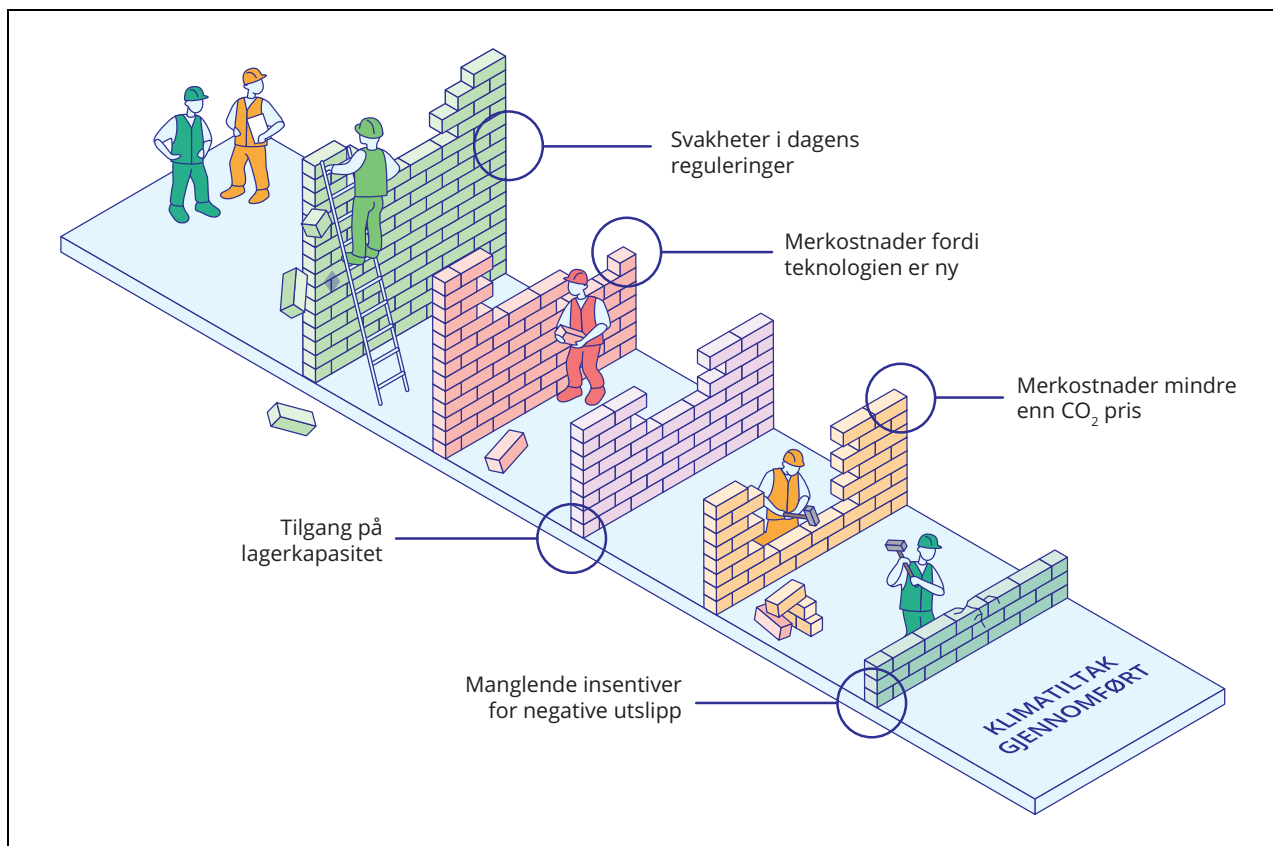 Svakheter i dagens
reguleringer
Merkostnader fordi
teknologien er ny
Merkostnader mindre
enn CO₂ pris
Tilgang på
lagerkapasitet
Manglende insentiver
for negative utslipp
KLIMATILTAK
GJENNOMFØRT